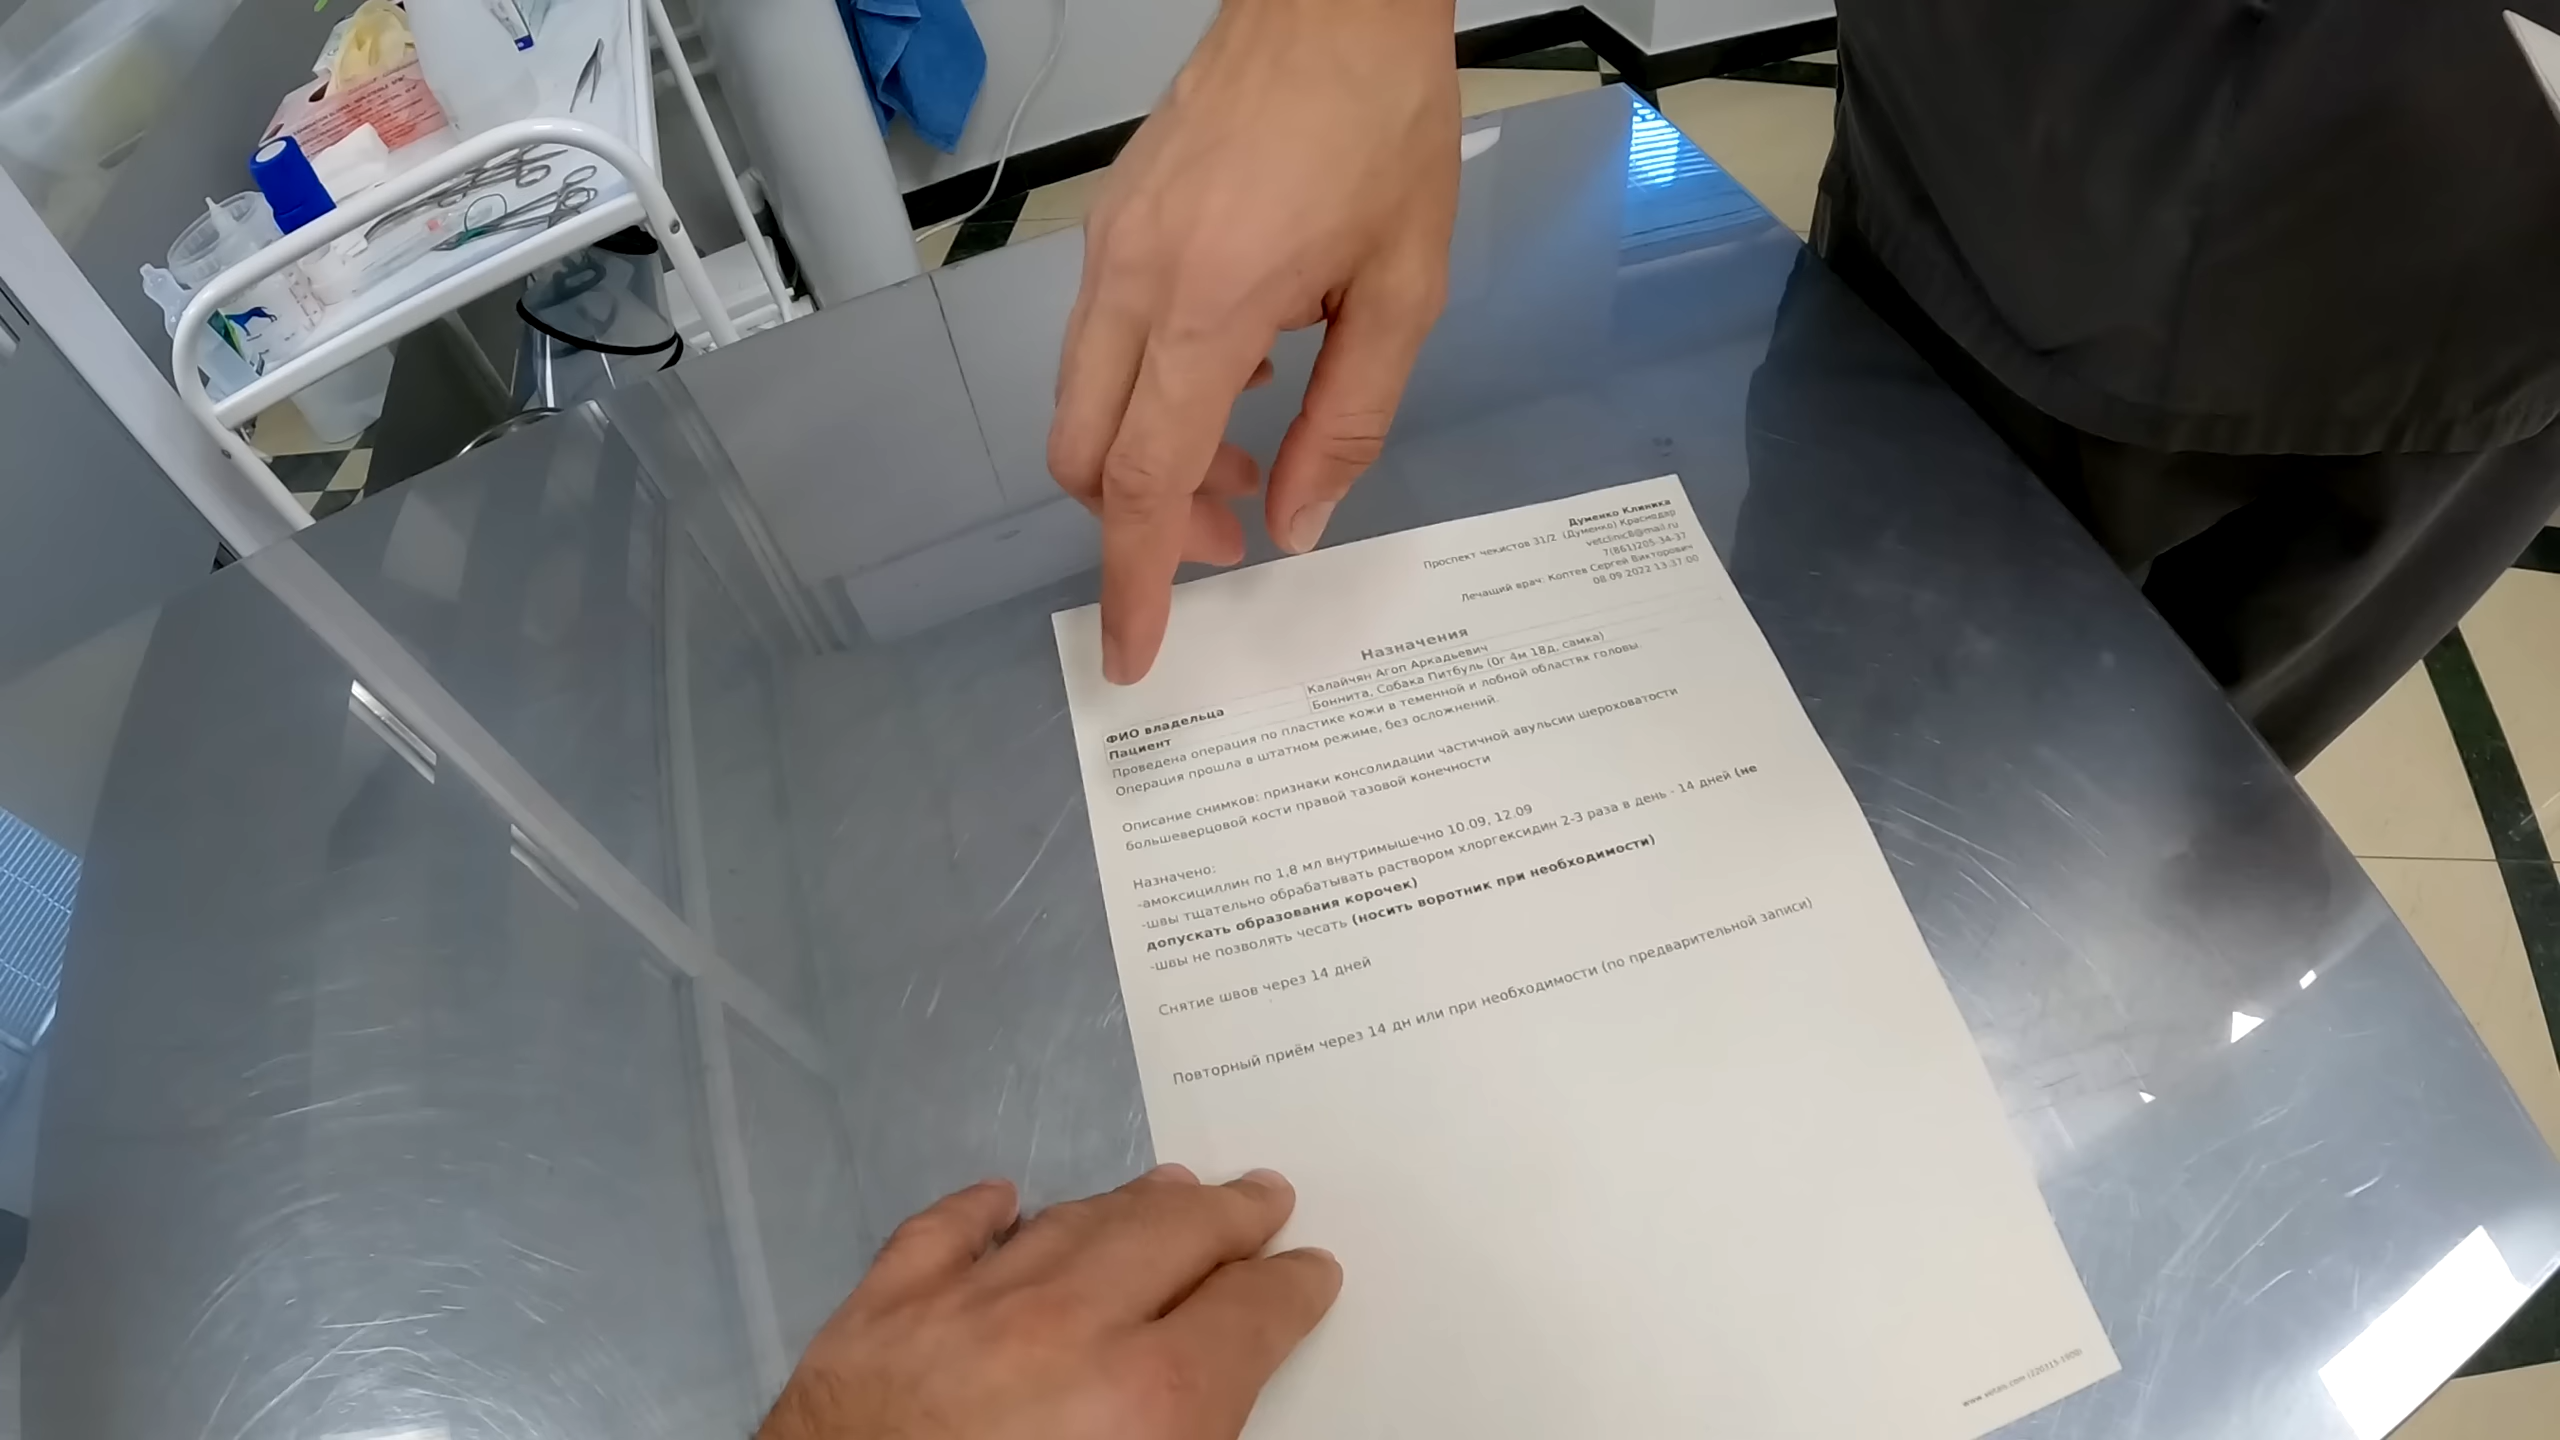 Думенко Клиника
Проспект чекистов 31/2 (Думенко) Краснодар
vetclinic8@mail.ru
7(861)205-34-37
Лечащий врач: Коптев Сергей Викторович
08.09.2022 13:37:00
Назначения
ФИО владельца Калайчян Агоп Аркадьевич
Пациент Боннита, Собака Питбуль (0г 4м 18д, самка)
Проведена операция по пластике кожи в теменной и лобной областях головы.
Операция прошла в штатном режиме, без осложнений.
Описание снимков: признаки консолидации частичной авульсии шероховатости
большеверцовой кости правой тазовой конечности
Назначено:
-амоксициллин по 1,8 мл внутримышечно 10.09, 12.09
-швы тщательно обрабатывать раствором хлоргексидин 2-3 раза в день - 14 дней (не
допускать образования корочек)
-швы не позволять чесать (носить воротник при необходимости)
Снятие швов через 14 дней
Повторный приём через 14 дн или при необходимости (по предварительной записи)